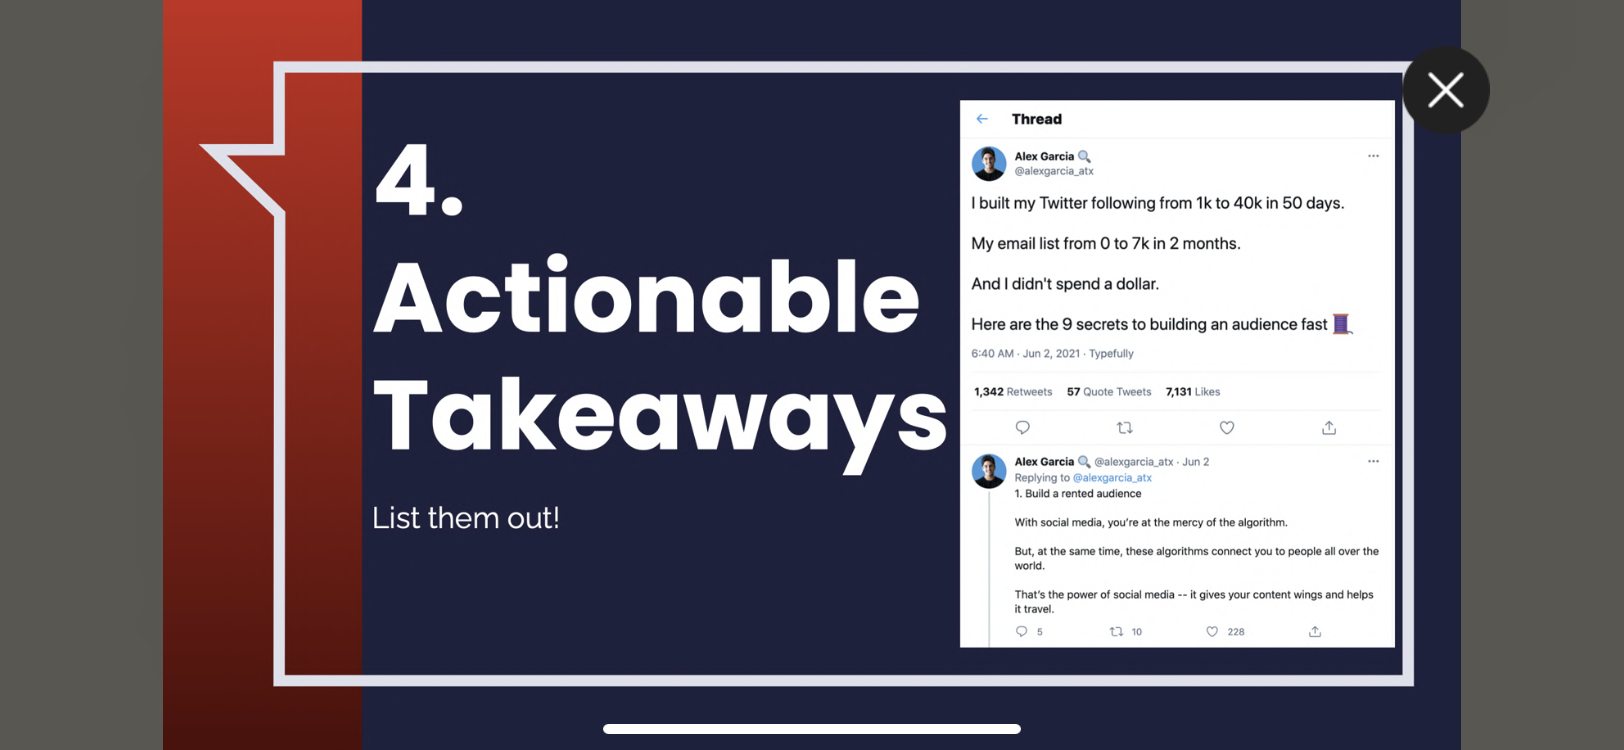 4.
Actionable
Takeaways
List them out!
Thread
Alex Garcia
@alexgarcia_atx
I built my Twitter following from 1k to 40k in 50 days.
My email list from 0 to 7k in 2 months.
And I didn't spend a dollar.
Here are the 9 secrets to building an audience fast 🧵
6:40 AM · Jun 2, 2021 · Typefully
1,342 Retweets 57 Quote Tweets 7,131 Likes
Alex Garcia @alexgarcia_atx · Jun 2
Replying to @alexgarcia_atx
1. Build a rented audience
With social media, you're at the mercy of the algorithm.
But, at the same time, these algorithms connect you to people all over the
world.
That's the power of social media -- it gives your content wings and helps
it travel.
5 10 228